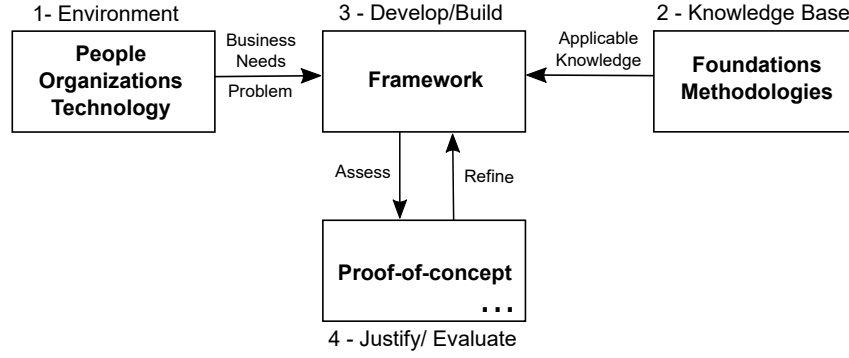 1- Environment
People
Organizations
Technology
Business
Needs
Problem
3 - Develop/Build
Framework
Applicable
Knowledge
2 - Knowledge Base
Foundations
Methodologies
Assess
Refine
Proof-of-concept
...
4 - Justify/ Evaluate